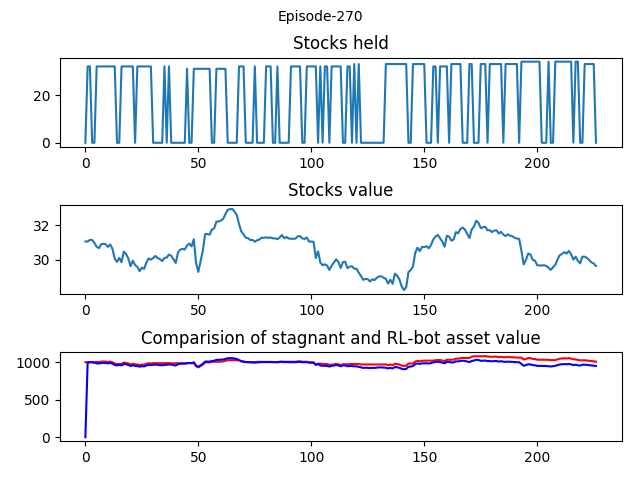 Episode-270
Stocks held
20
0
0 50 100 150 200
Stocks value
32
30
0 50 100 150 200
Comparision of stagnant and RL-bot asset value
1000
500
0
0 50 100 150 200